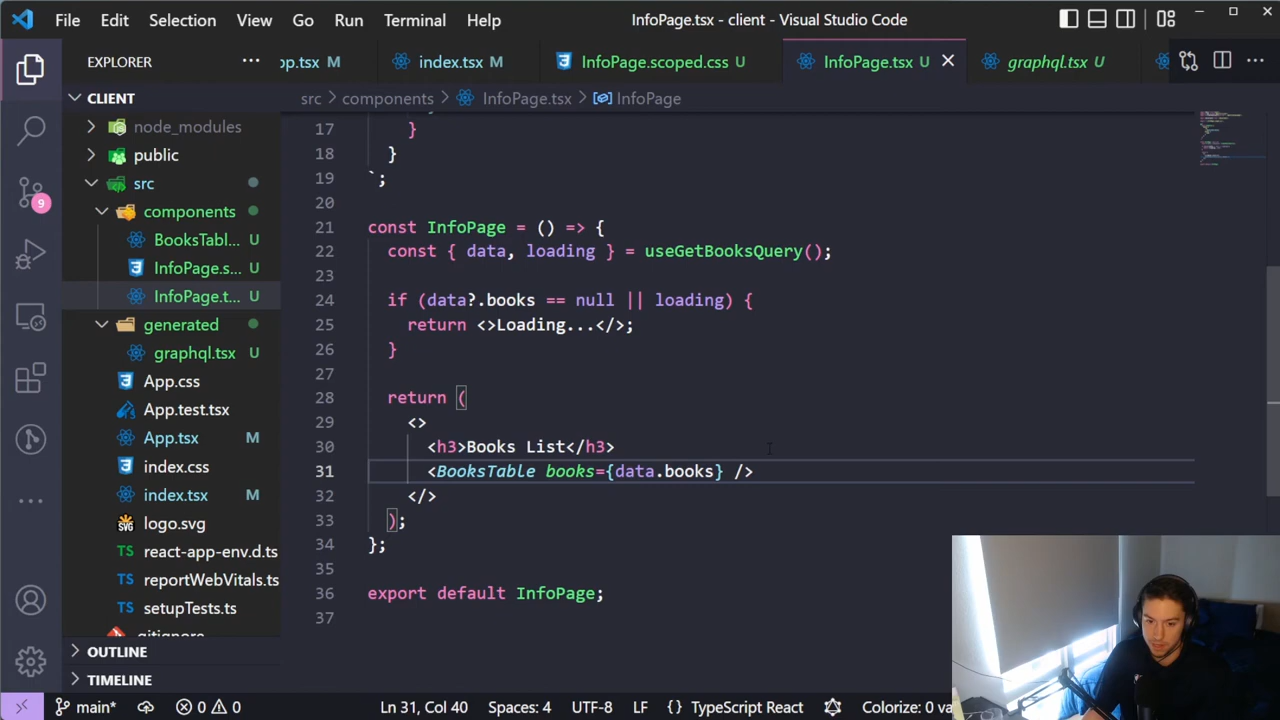 File Edit Selection View Go Run Terminal Help
InfoPage.tsx - client - Visual Studio Code
EXPLORER
pp.tsx M
index.tsx M
InfoPage.scoped.css U
InfoPage.tsx U
graphql.tsx U
CLIENT
src > components > InfoPage.tsx > InfoPage
node_modules
public
src
components
BooksTabl... U
InfoPage.s... U
InfoPage.t... U
generated
graphql.tsx U
App.css
App.test.tsx
App.tsx M
index.css
index.tsx M
logo.svg
react-app-env.d.ts
reportWebVitals.ts
setupTests.ts
.gitignore
OUTLINE
TIMELINE
9
17 }
18 }
19 `;
20
21 const InfoPage = () => {
22 const { data, loading } = useGetBooksQuery();
23
24 if (data?.books == null || loading) {
25 return <>Loading...</>;
26 }
27
28 return (
29 <>
30 <h3>Books List</h3>
31 <BooksTable books={data.books} />
32 </>
33 );
34 };
35
36 export default InfoPage;
37
main* 0 0 Ln 31, Col 40 Spaces: 4 UTF-8 LF { } TypeScript React Colorize: 0 va